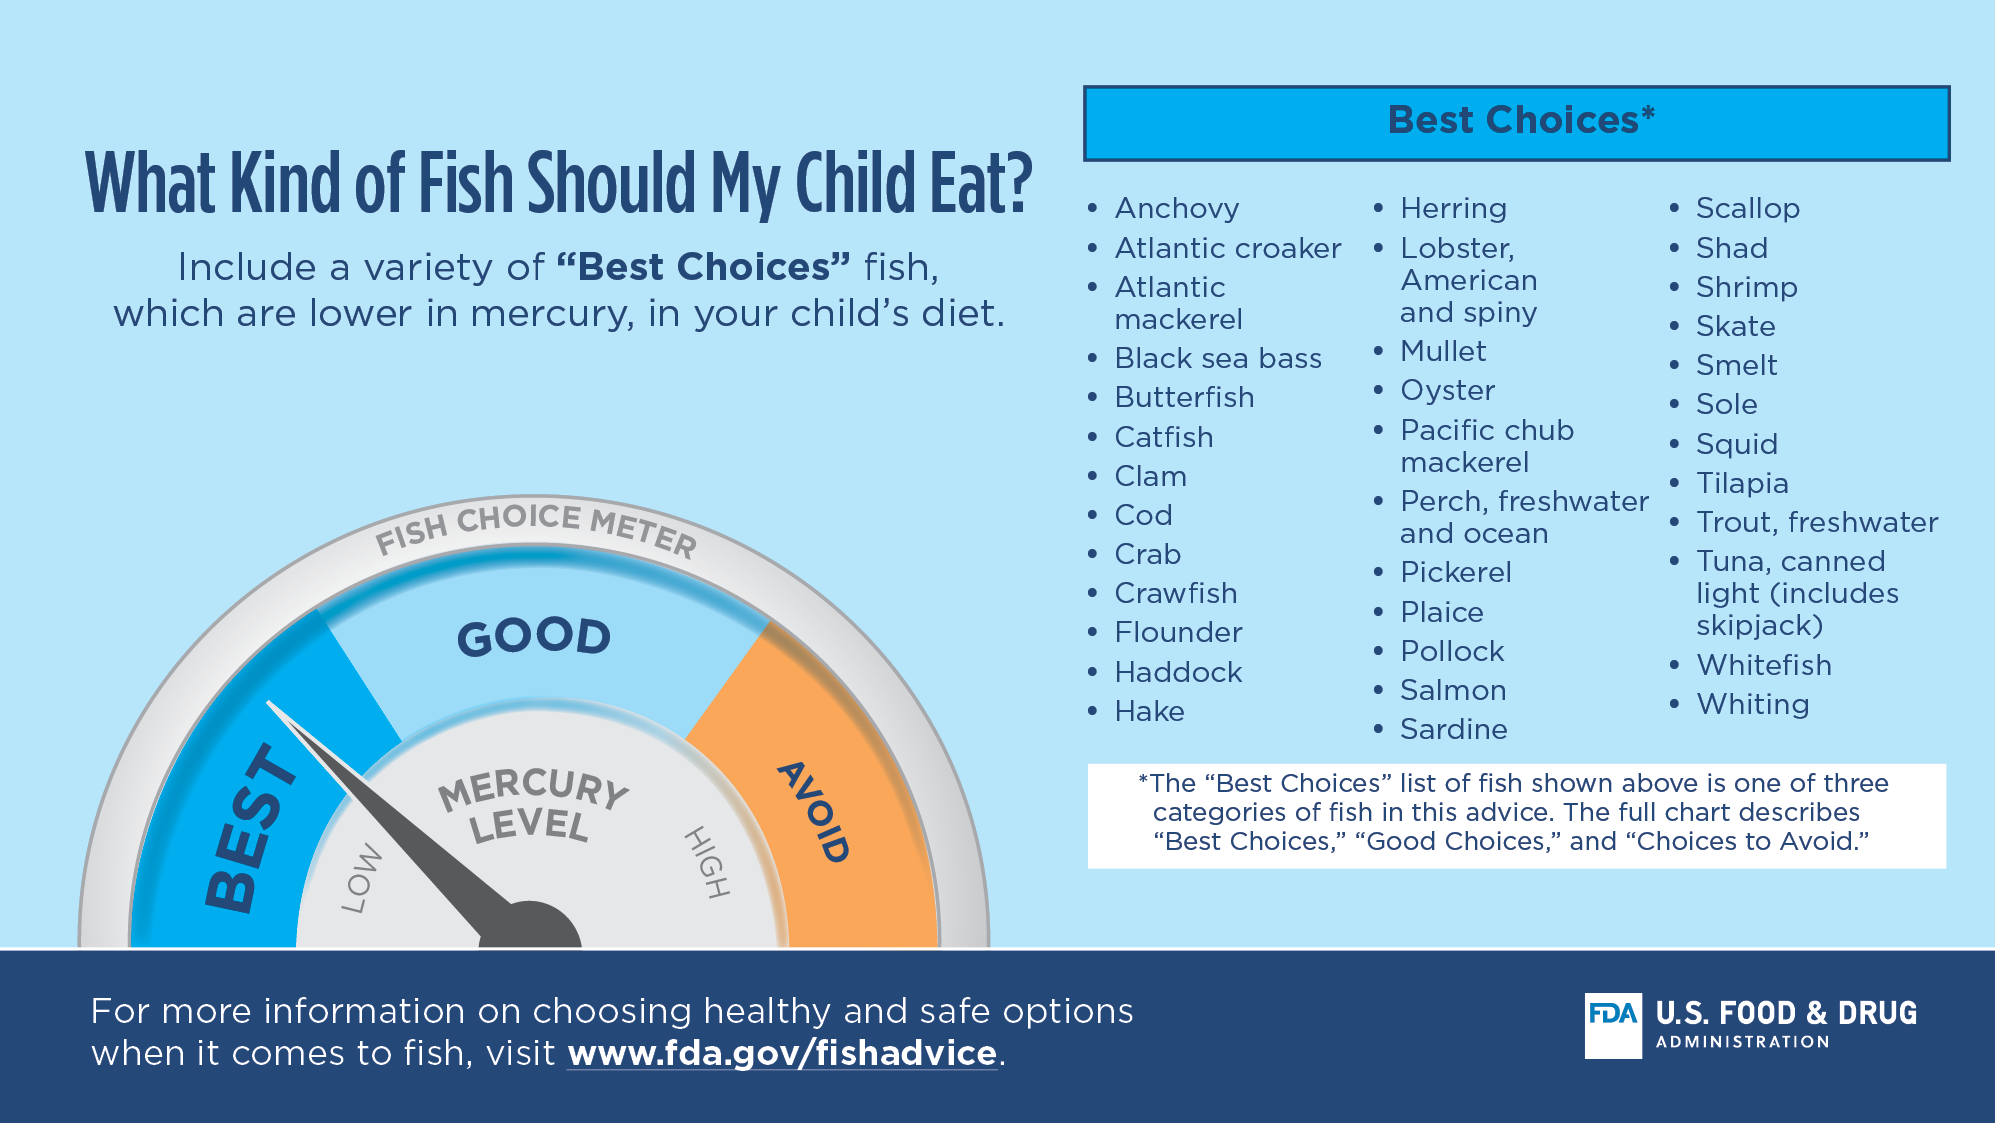 What Kind of Fish Should My Child Eat?
Include a variety of “Best Choices” fish,
which are lower in mercury, in your child’s diet.
FISH CHOICE METER
BEST
GOOD
AVOID
MERCURY
LEVEL
LOW
HIGH
Best Choices*
• Anchovy
• Atlantic croaker
• Atlantic
mackerel
• Black sea bass
• Butterfish
• Catfish
• Clam
• Cod
• Crab
• Crawfish
• Flounder
• Haddock
• Hake
• Herring
• Lobster,
American
and spiny
• Mullet
• Oyster
• Pacific chub
mackerel
• Perch, freshwater
and ocean
• Pickerel
• Plaice
• Pollock
• Salmon
• Sardine
• Scallop
• Shad
• Shrimp
• Skate
• Smelt
• Sole
• Squid
• Tilapia
• Trout, freshwater
• Tuna, canned
light (includes
skipjack)
• Whitefish
• Whiting
*The “Best Choices” list of fish shown above is one of three
categories of fish in this advice. The full chart describes
“Best Choices,” “Good Choices,” and “Choices to Avoid.”
For more information on choosing healthy and safe options
when it comes to fish, visit www.fda.gov/fishadvice.
FDA U.S. FOOD & DRUG
ADMINISTRATION